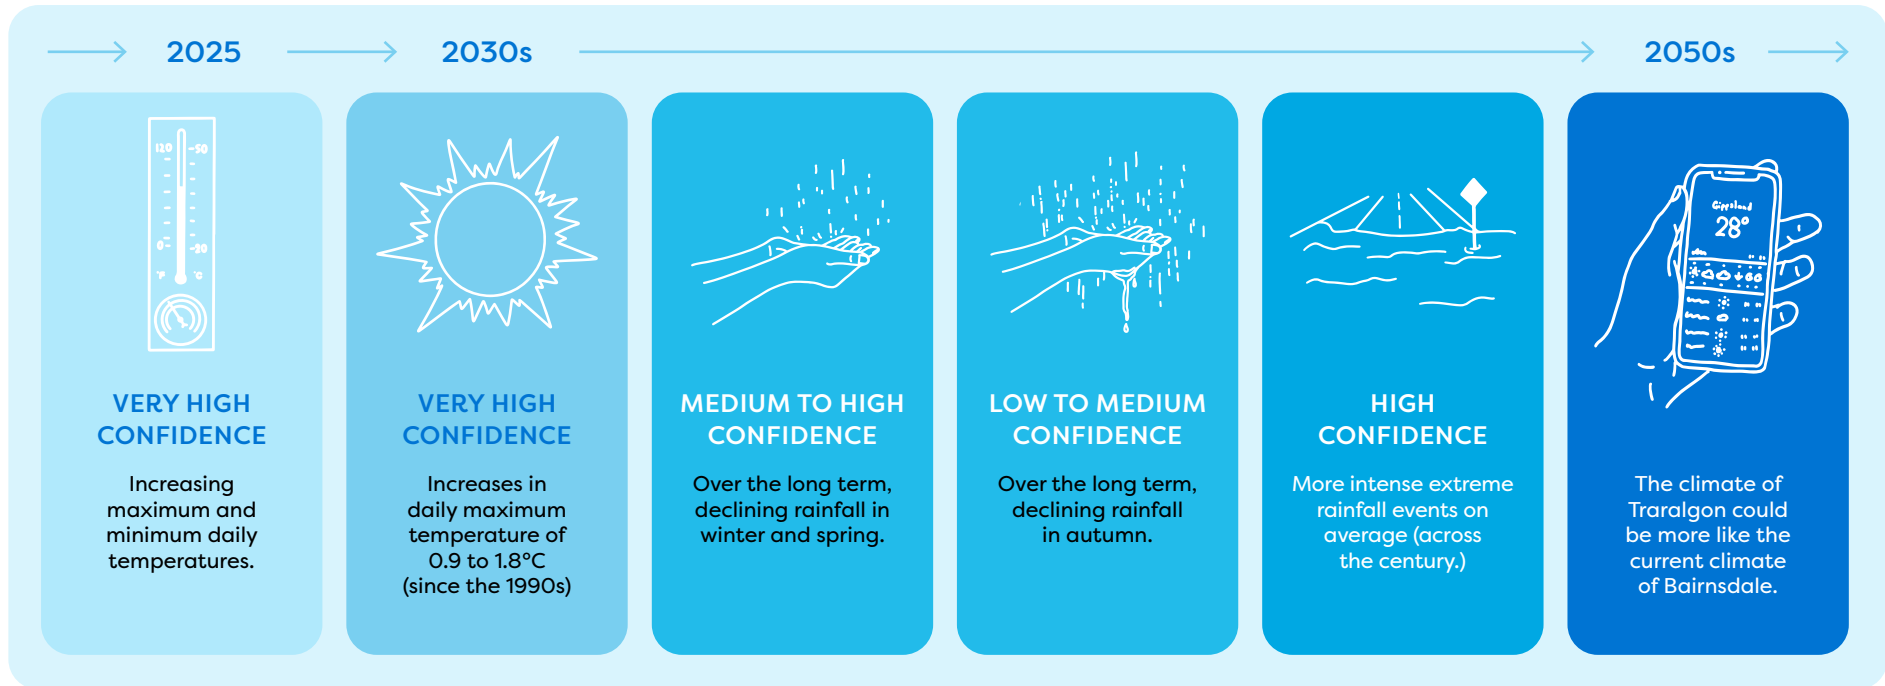 2025
2030s
2050s
120
50
0
-20
°F
°C
VERY HIGH
CONFIDENCE
Increasing
maximum and
minimum daily
temperatures.
VERY HIGH
CONFIDENCE
Increases in
daily maximum
temperature of
0.9 to 1.8°C
(since the 1990s)
MEDIUM TO HIGH
CONFIDENCE
Over the long term,
declining rainfall in
winter and spring.
LOW TO MEDIUM
CONFIDENCE
Over the long term,
declining rainfall
in autumn.
HIGH
CONFIDENCE
More intense extreme
rainfall events on
average (across
the century.)
Gippsland
28°
The climate of
Traralgon could
be more like the
current climate
of Bairnsdale.